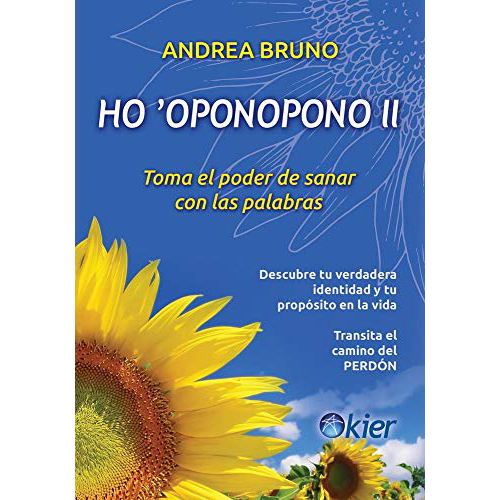 ANDREA BRUNO
HO 'OPONOPONO II
Toma el poder de sanar
con las palabras
Descubre tu verdadera
identidad y tu
propósito en la vida
Transita el
camino del
PERDÓN
kier